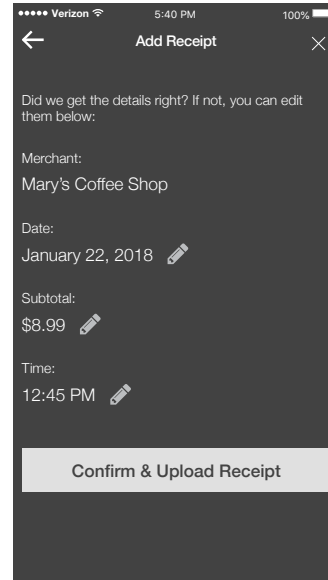 ••••• Verizon 5:40 PM 100%
Add Receipt
Did we get the details right? If not, you can edit
them below:
Merchant:
Mary's Coffee Shop
Date:
January 22, 2018
Subtotal:
$8.99
Time:
12:45 PM
Confirm & Upload Receipt